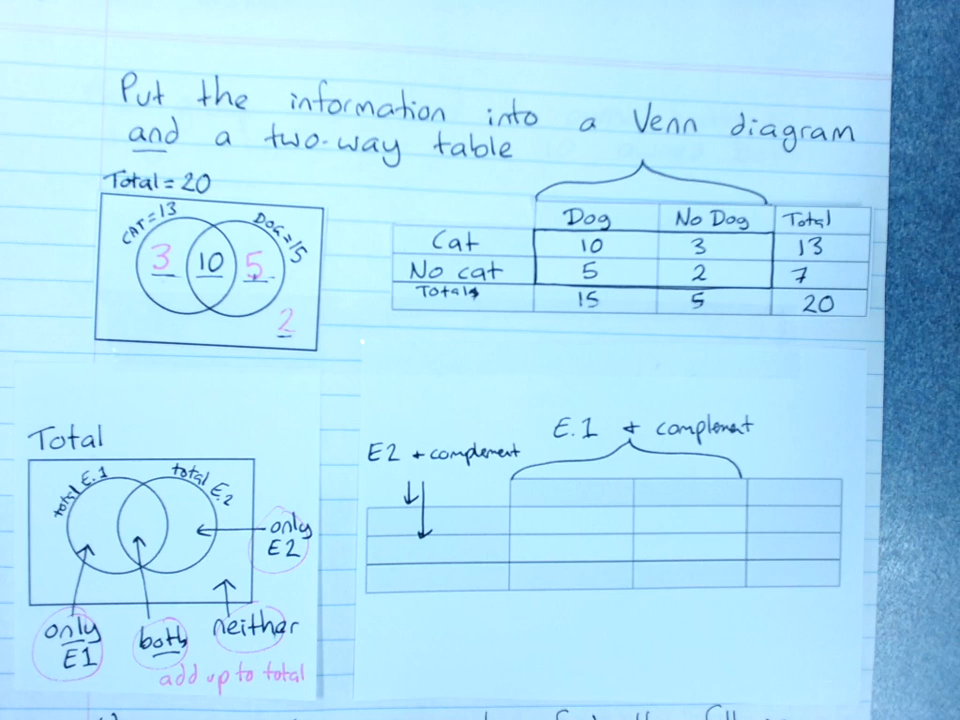 Put the information into a Venn diagram
and a two-way table
Total = 20
CAT=13
DOG=15
3 10 5
2
Dog No Dog Total
Cat 10 3 13
No cat 5 2 7
Totals 15 5 20
Total
total E.1
total E.2
only
E2
only
E1
both
neither
add up to total
E.1 + complement
E2 + complement